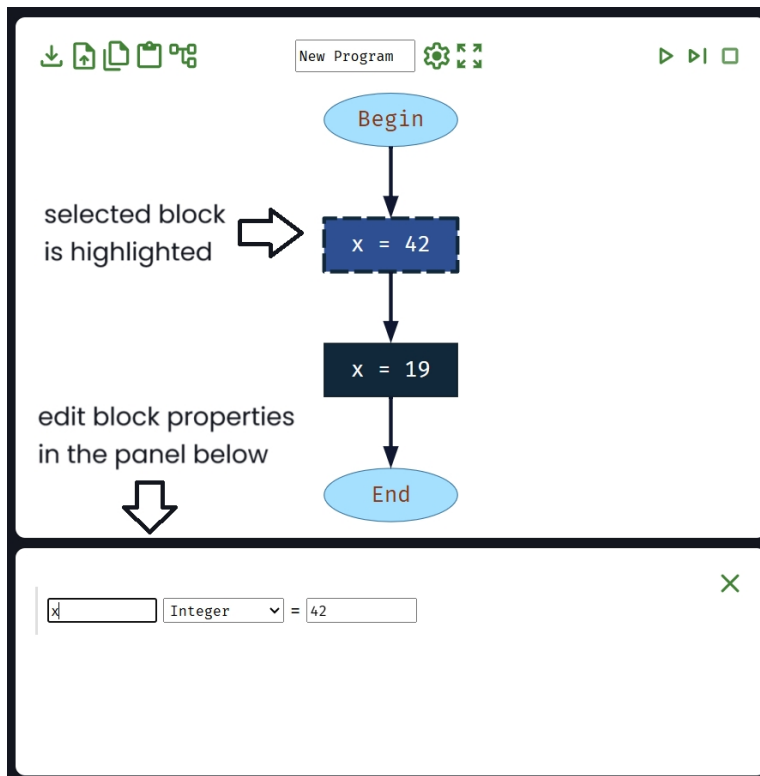 New Program
Begin
selected block
is highlighted
x = 42
x = 19
edit block properties
in the panel below
End
x Integer = 42